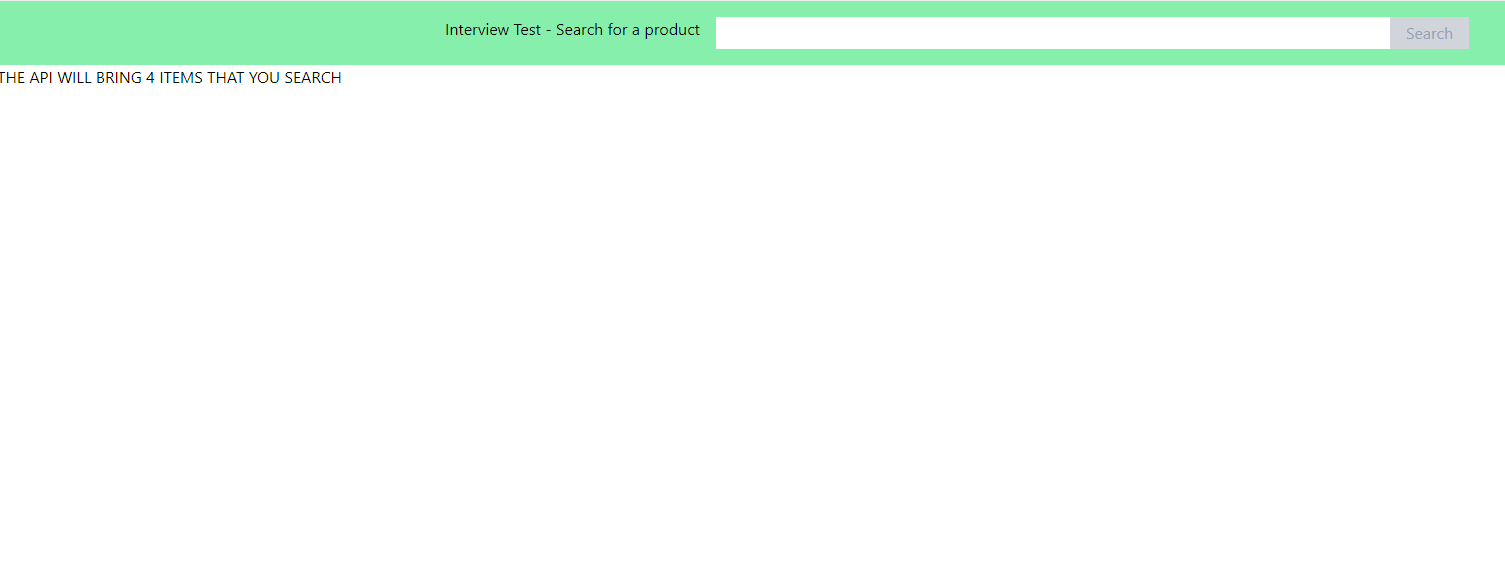 Interview Test - Search for a product
Search
THE API WILL BRING 4 ITEMS THAT YOU SEARCH